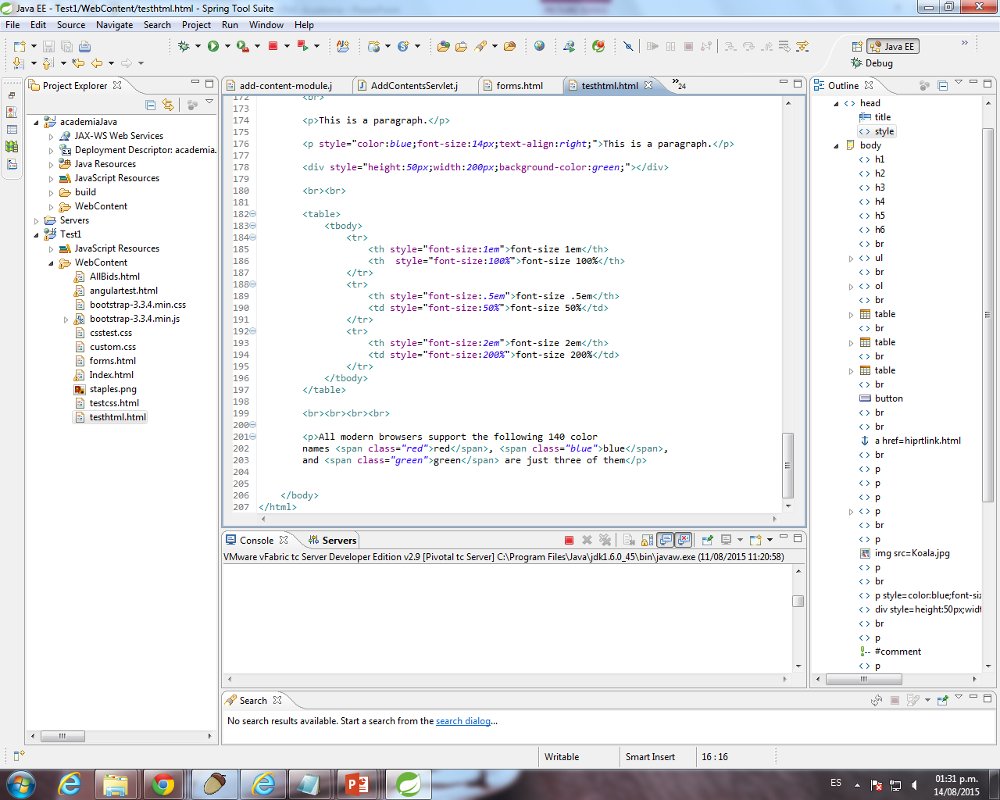 Java EE - Test1/WebContent/testhtml.html - Spring Tool Suite
File Edit Source Navigate Search Project Run Window Help
Java EE
Debug
Project Explorer
academiaJava
JAX-WS Web Services
Deployment Descriptor: academia.
Java Resources
JavaScript Resources
build
WebContent
Servers
Test1
JavaScript Resources
WebContent
AllBids.html
angulartest.html
bootstrap-3.3.4.min.css
bootstrap-3.3.4.min.js
csstest.css
custom.css
forms.html
Index.html
staples.png
testcss.html
testhtml.html
add-content-module.j AddContentsServlet.j forms.html testhtml.html 24
172 <br>
173
174 <p>This is a paragraph.</p>
175
176 <p style="color:blue;font-size:14px;text-align:right;">This is a paragraph.</p>
177
178 <div style="height:50px;width:200px;background-color:green;"></div>
179
180 <br><br>
181
182 <table>
183 <tbody>
184 <tr>
185 <th style="font-size:1em">font-size 1em</th>
186 <th  style="font-size:100%">font-size 100%</th>
187 </tr>
188 <tr>
189 <th style="font-size:.5em">font-size .5em</th>
190 <td style="font-size:50%">font-size 50%</td>
191 </tr>
192 <tr>
193 <th style="font-size:2em">font-size 2em</th>
194 <td style="font-size:200%">font-size 200%</td>
195 </tr>
196 </tbody>
197 </table>
198
199 <br><br><br><br>
200
201 <p>All modern browsers support the following 140 color
202 names <span class="red">red</span>, <span class="blue">blue</span>,
203 and <span class="green">green</span> are just three of them</p>
204
205
206 </body>
207 </html>
Outline
head
title
style
body
h1
h2
h3
h4
h5
h6
br
ul
br
ol
br
table
br
table
br
table
br
button
br
br
a href=hiprtlink.html
br
p
p
p
p
br
p
img src=Koala.jpg
p
br
p style=color:blue;font-siz
div style=height:50px;widt
br
p
#comment
p
Console Servers
VMware vFabric tc Server Developer Edition v2.9 [Pivotal tc Server] C:\Program Files\Java\jdk1.6.0_45\bin\javaw.exe (11/08/2015 11:20:58)
Search
No search results available. Start a search from the search dialog...
Writable Smart Insert 16 : 16
ES 01:31 p.m.
14/08/2015